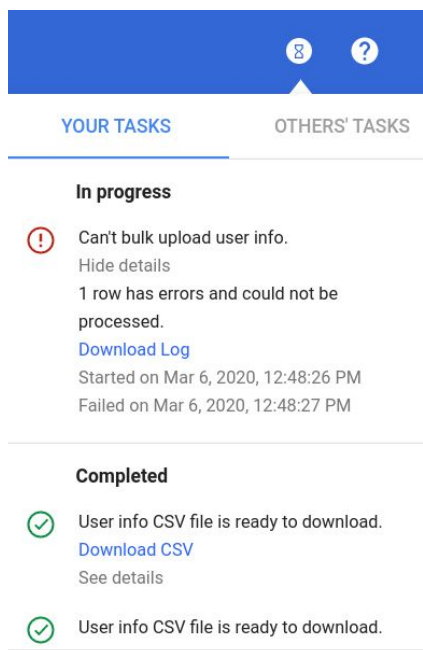 YOUR TASKS
OTHERS' TASKS
In progress
Can't bulk upload user info.
Hide details
1 row has errors and could not be
processed.
Download Log
Started on Mar 6, 2020, 12:48:26 PM
Failed on Mar 6, 2020, 12:48:27 PM
Completed
User info CSV file is ready to download.
Download CSV
See details
User info CSV file is ready to download.